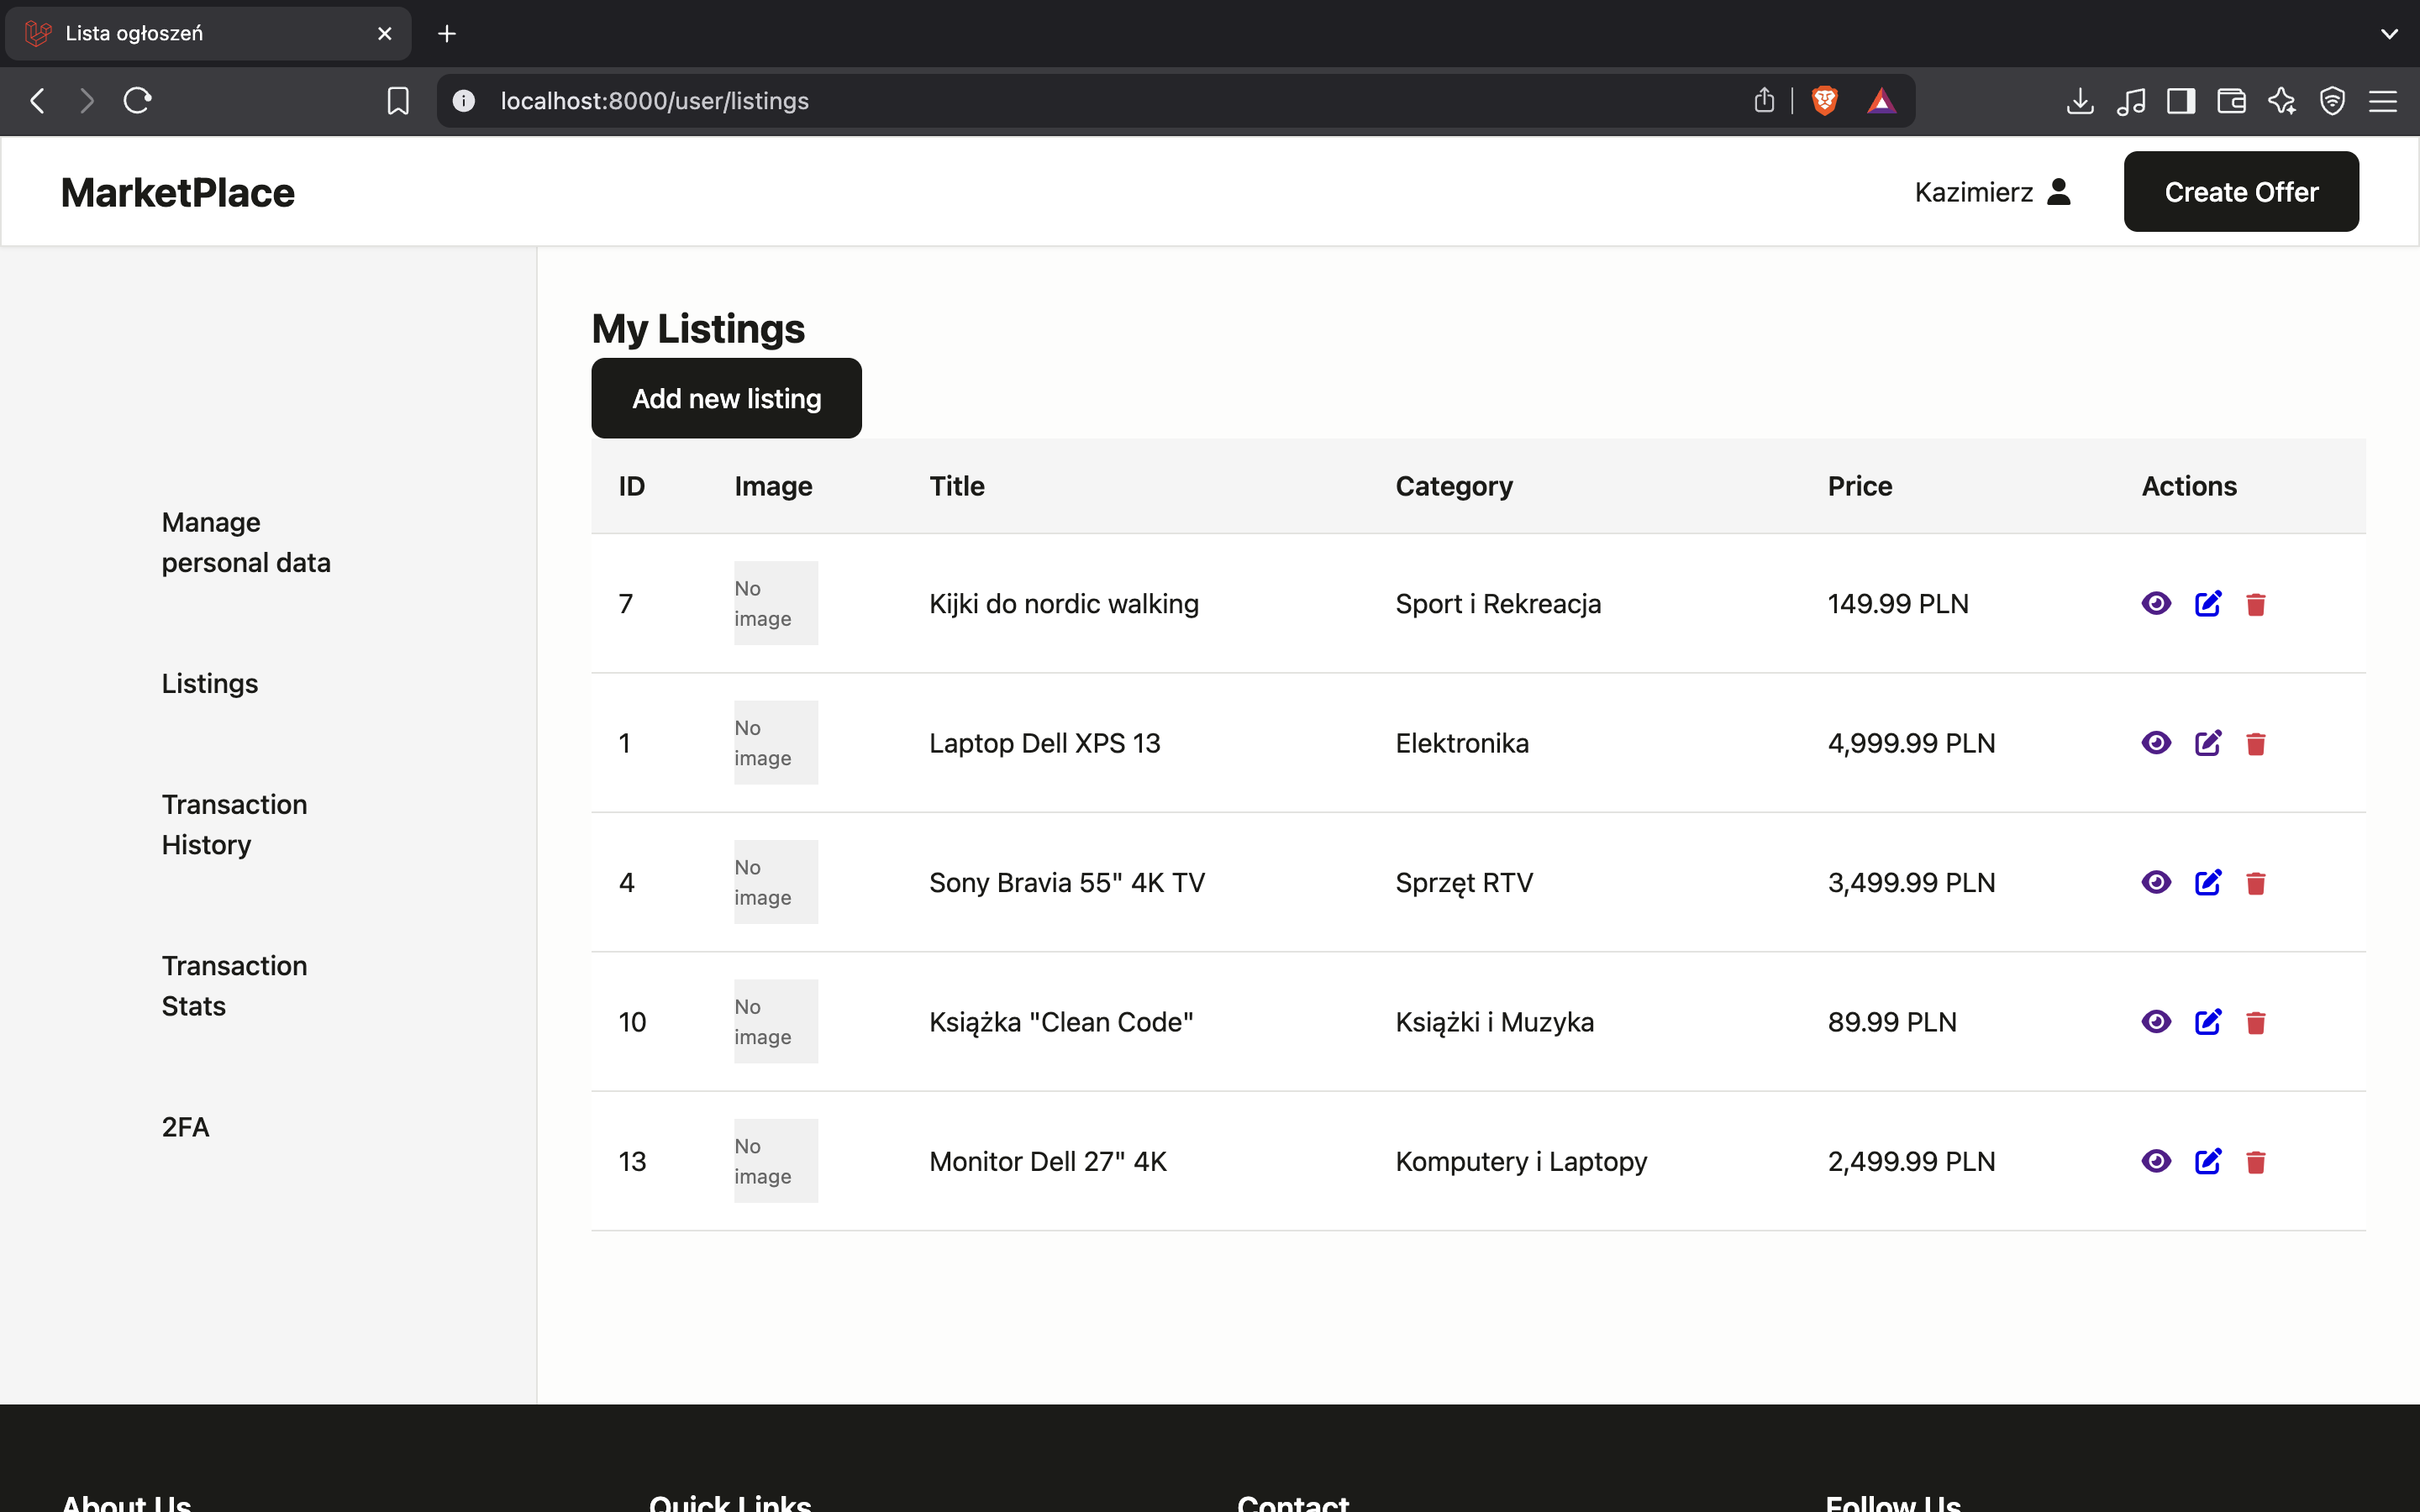 Lista ogłoszeń
localhost:8000/user/listings
MarketPlace
Kazimierz
Create Offer
Manage
personal data
Listings
Transaction
History
Transaction
Stats
2FA
My Listings
Add new listing
ID Image Title Category Price Actions
7 No image Kijki do nordic walking Sport i Rekreacja 149.99 PLN
1 No image Laptop Dell XPS 13 Elektronika 4,999.99 PLN
4 No image Sony Bravia 55" 4K TV Sprzęt RTV 3,499.99 PLN
10 No image Książka "Clean Code" Książki i Muzyka 89.99 PLN
13 No image Monitor Dell 27" 4K Komputery i Laptopy 2,499.99 PLN
About Us Quick Links Contact Follow Us